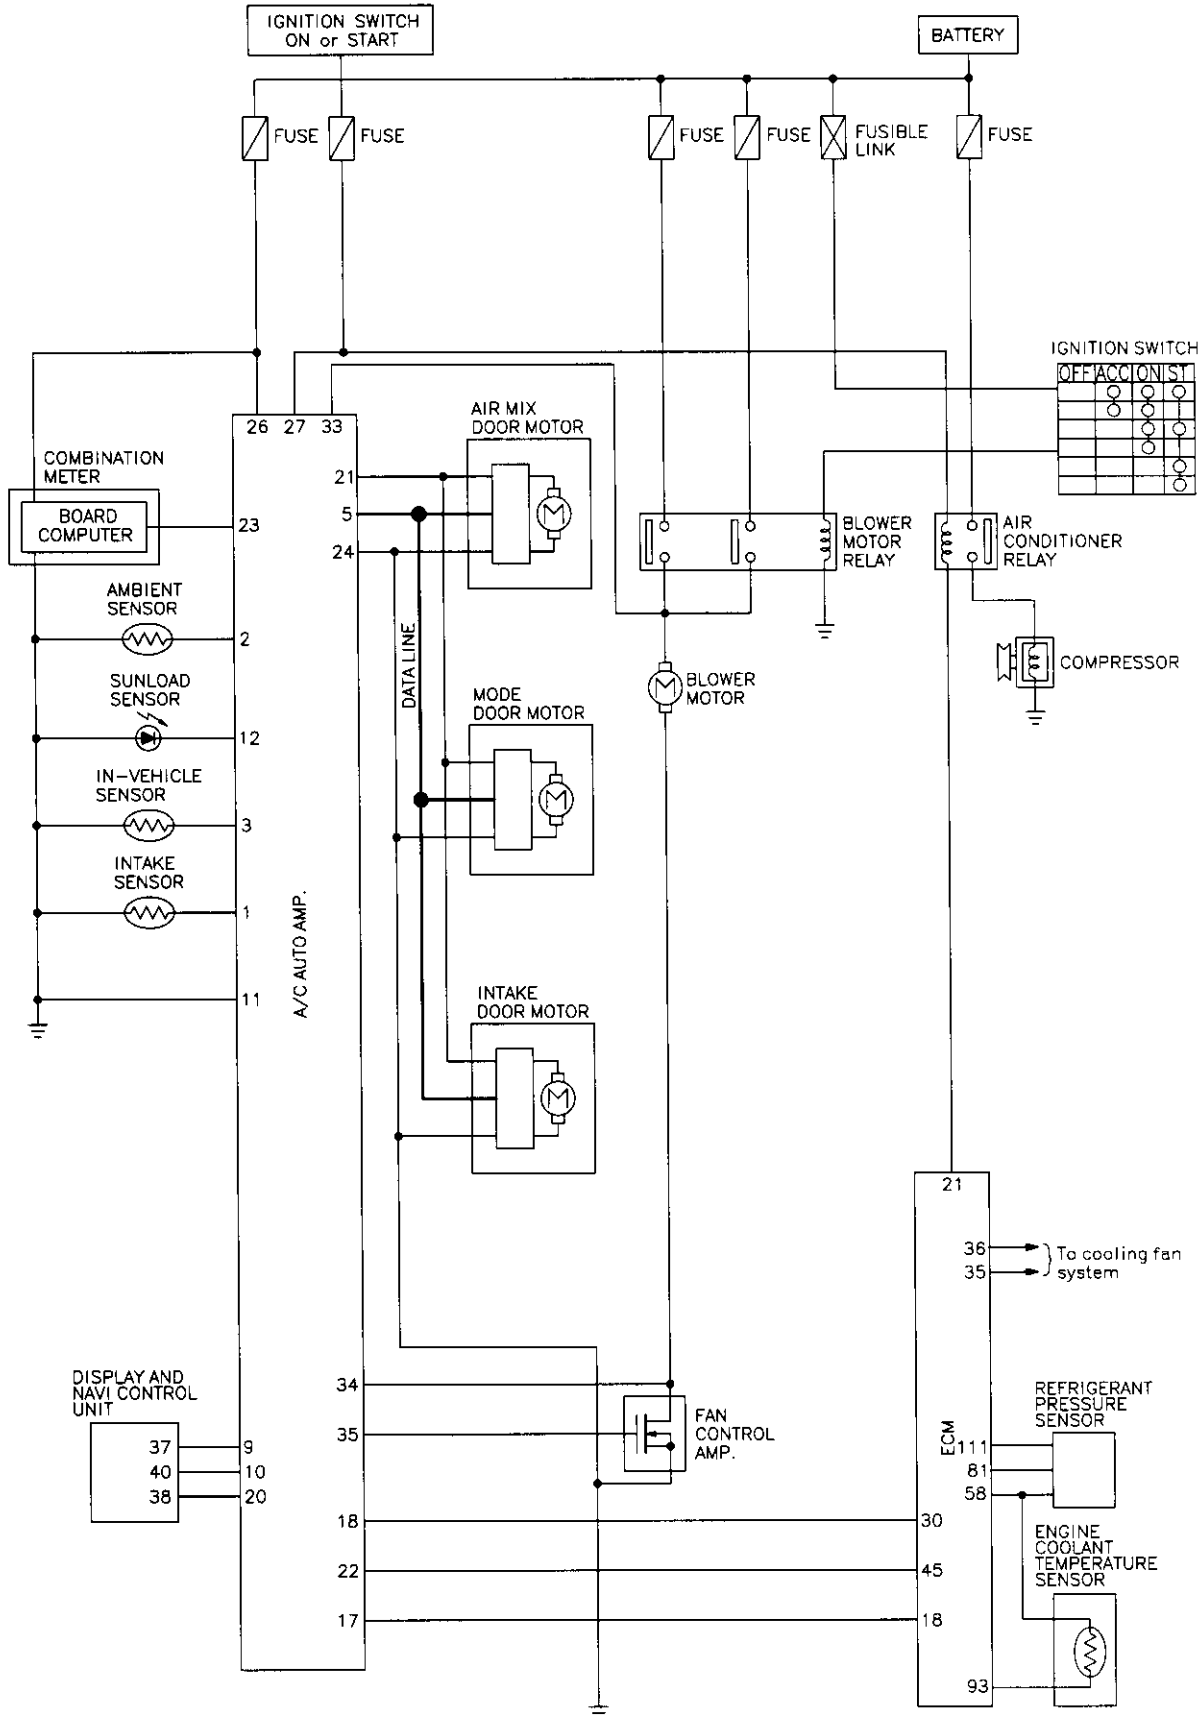 IGNITION SWITCH
ON or START
BATTERY
FUSE
FUSE
FUSE
FUSE
FUSIBLE
LINK
FUSE
IGNITION SWITCH
OFF ACC ON ST
26 27 33
COMBINATION
METER
BOARD
COMPUTER
23
AMBIENT
SENSOR
2
SUNLOAD
SENSOR
12
IN-VEHICLE
SENSOR
3
INTAKE
SENSOR
1
11
A/C AUTO AMP.
21
5
24
DATA LINE
AIR MIX
DOOR MOTOR
M
MODE
DOOR MOTOR
M
INTAKE
DOOR MOTOR
M
BLOWER
MOTOR
RELAY
AIR
CONDITIONER
RELAY
M
BLOWER
MOTOR
COMPRESSOR
21
36
35
To cooling fan
system
DISPLAY AND
NAVI CONTROL
UNIT
37
40
38
9
10
20
34
35
18
22
17
FAN
CONTROL
AMP.
ECM
30
45
18
111
81
58
93
REFRIGERANT
PRESSURE
SENSOR
ENGINE
COOLANT
TEMPERATURE
SENSOR